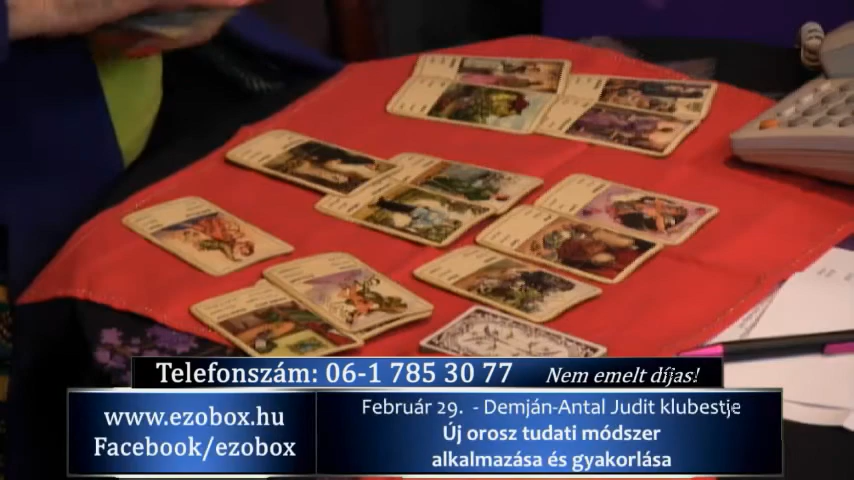 Telefonszám: 06-1 785 30 77 Nem emelt díjas!
www.ezobox.hu
Facebook/ezobox
Február 29. - Demján-Antal Judit klubestje
Új orosz tudati módszer
alkalmazása és gyakorlása